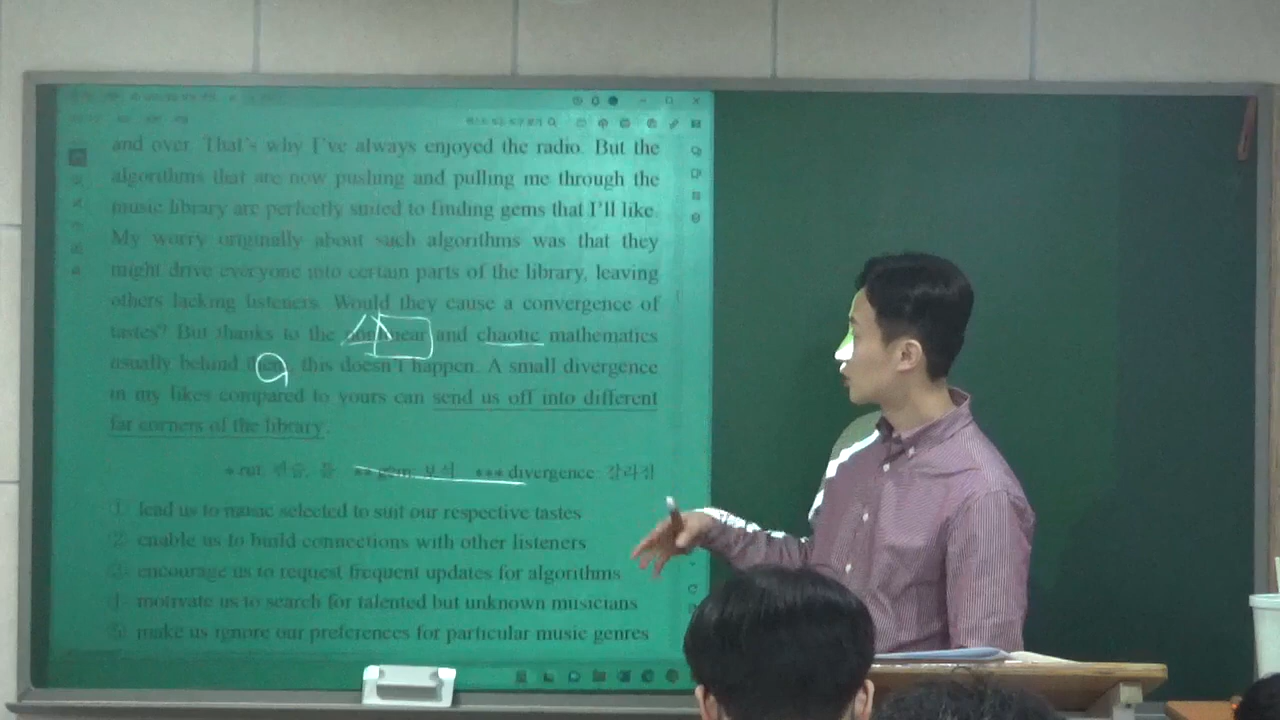 and over. That's why I've always enjoyed the radio. But the
algorithms that are now pushing and pulling me through the
music library are perfectly suited to finding gems that I'll like.
My worry originally about such algorithms was that they
might drive everyone into certain parts of the library, leaving
others lacking listeners. Would they cause a convergence of
tastes? But thanks to the nonlinear and chaotic mathematics
usually behind them, this doesn't happen. A small divergence
in my likes compared to yours can send us off into different
far corners of the library.
* rut: 관습, 틀 ** gem: 보석 *** divergence: 갈라짐
① lead us to music selected to suit our respective tastes
② enable us to build connections with other listeners
③ encourage us to request frequent updates for algorithms
④ motivate us to search for talented but unknown musicians
⑤ make us ignore our preferences for particular music genres